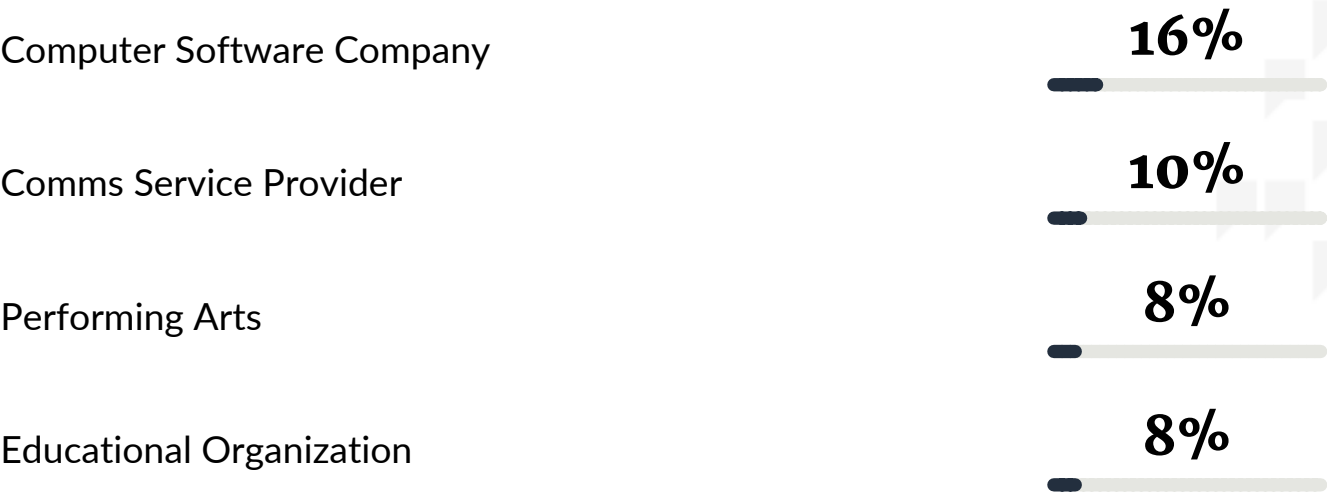 Computer Software Company
16%
Comms Service Provider
10%
Performing Arts
8%
Educational Organization
8%